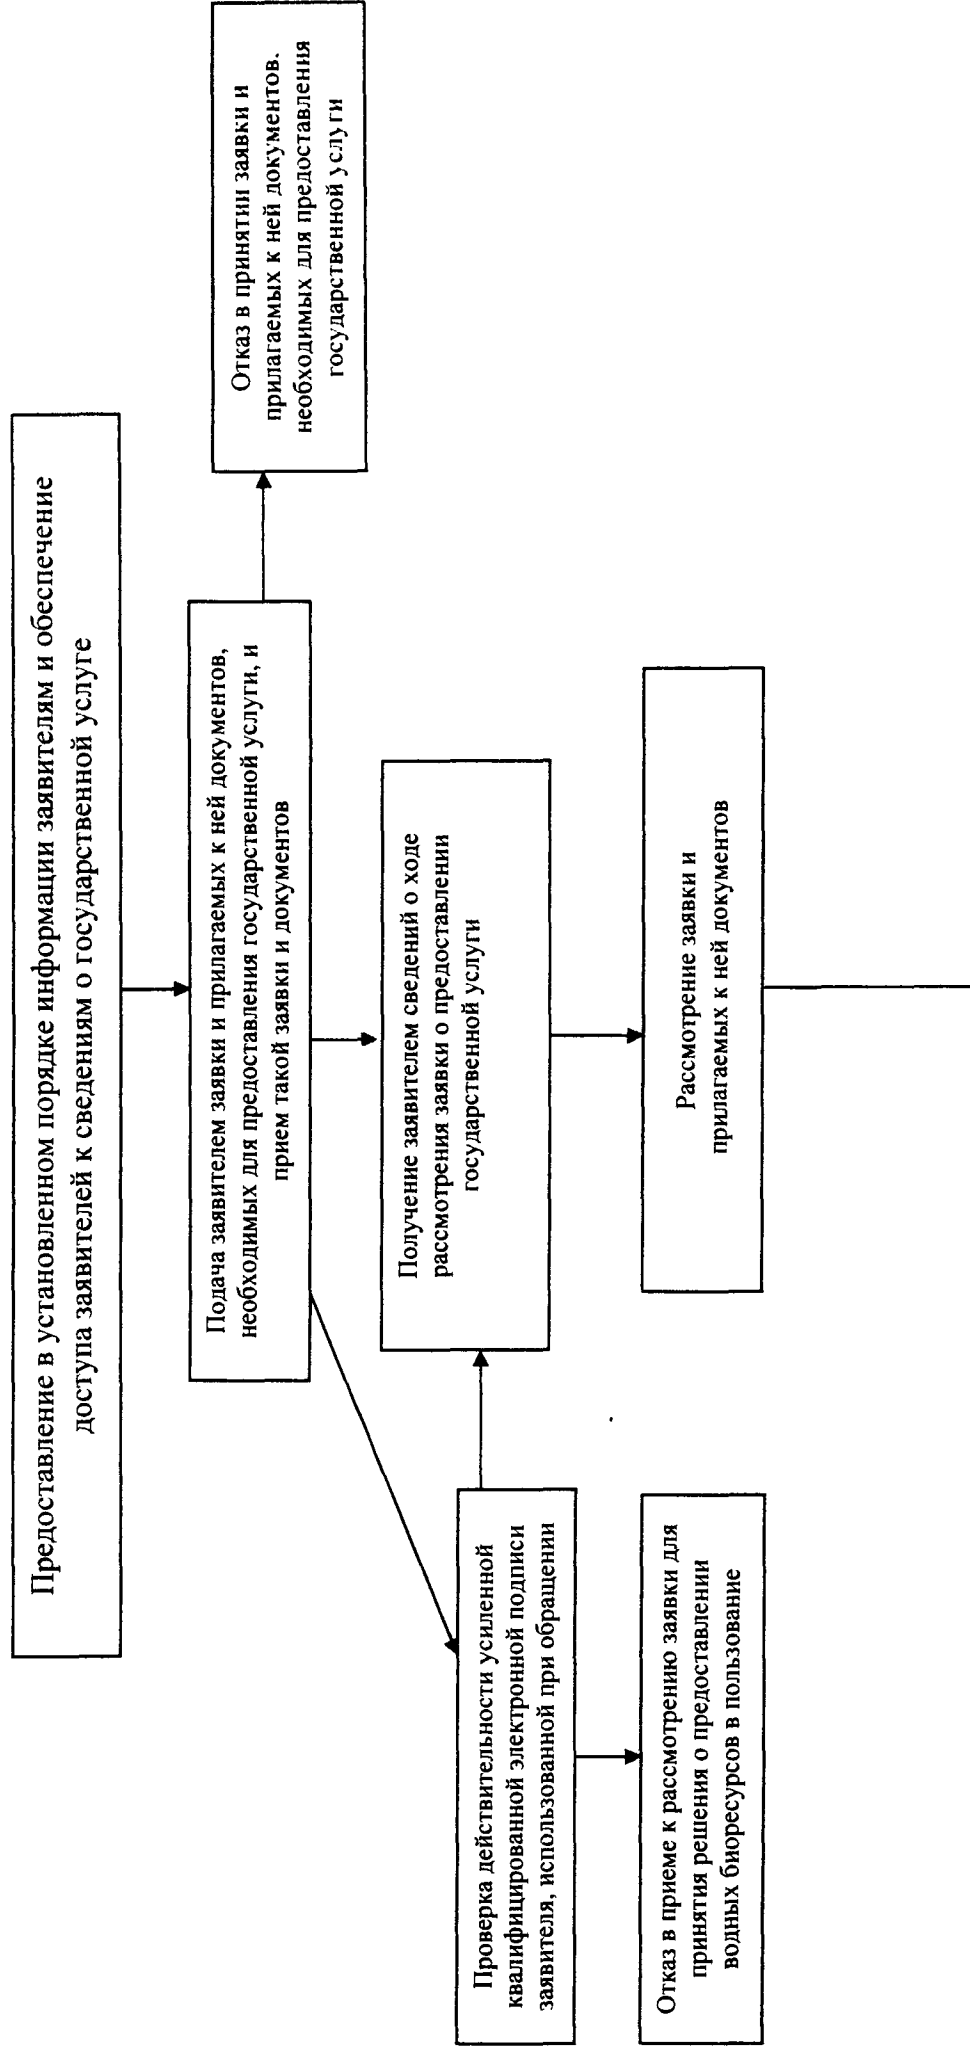 Предоставление в установленном порядке информации заявителям и обеспечение
доступа заявителей к сведениям о государственной услуге
Подача заявителем заявки и прилагаемых к ней документов,
необходимых для предоставления государственной услуги, и
прием такой заявки и документов
Отказ в принятии заявки и
прилагаемых к ней документов.
необходимых для предоставления
государственной услуги
Получение заявителем сведений о ходе
рассмотрения заявки о предоставлении
государственной услуги
Проверка действительности усиленной
квалифицированной электронной подписи
заявителя, использованной при обращении
Отказ в приеме к рассмотрению заявки для
принятия решения о предоставлении
водных биоресурсов в пользование
Рассмотрение заявки и
прилагаемых к ней документов